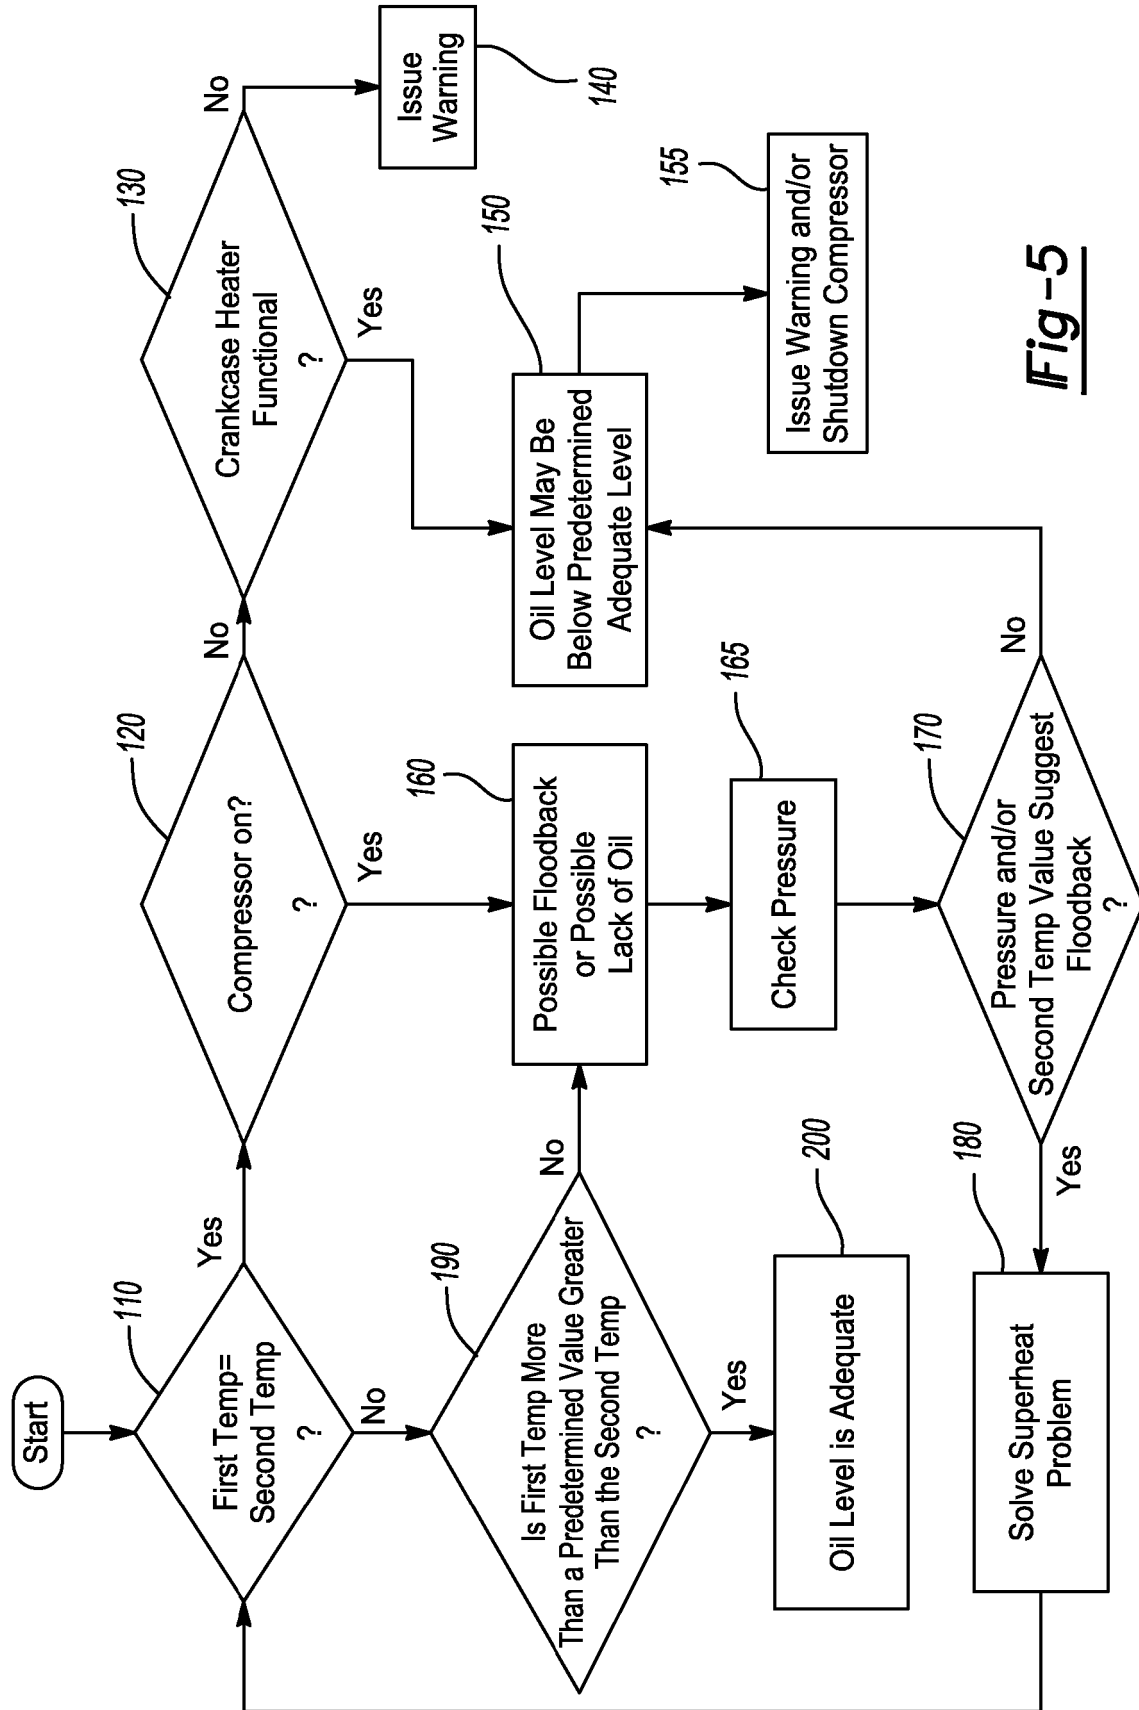 Start
110
First Temp=
Second Temp
?
Yes
No
120
Compressor on?
?
No
Yes
130
Crankcase Heater
Functional
?
No
Yes
Issue
Warning
140
190
Is First Temp More
Than a Predetermined Value Greater
Than the Second Temp
?
No
Yes
160
Possible Floodback
or Possible
Lack of Oil
150
Oil Level May Be
Below Predetermined
Adequate Level
155
Issue Warning and/or
Shutdown Compressor
200
Oil Level is Adequate
165
Check Pressure
180
Solve Superheat
Problem
Yes
170
Pressure and/or
Second Temp Value Suggest
Floodback
?
No
Fig-5